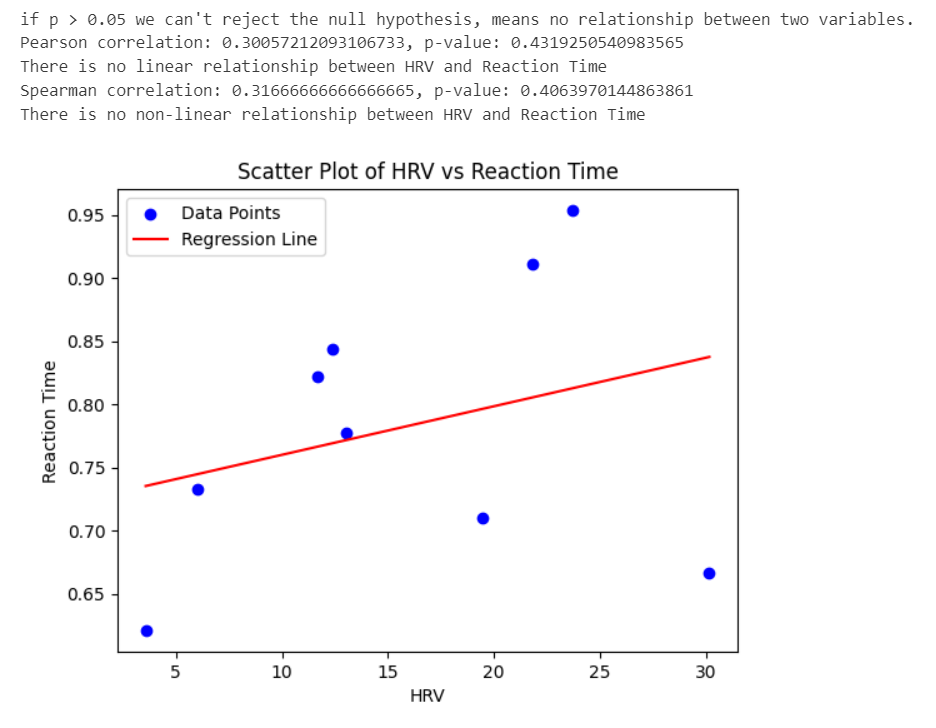 if p > 0.05 we can't reject the null hypothesis, means no relationship between two variables.
Pearson correlation: 0.30057212093106733, p-value: 0.4319250540983565
There is no linear relationship between HRV and Reaction Time
Spearman correlation: 0.31666666666666665, p-value: 0.4063970144863861
There is no non-linear relationship between HRV and Reaction Time
Scatter Plot of HRV vs Reaction Time
Data Points
Regression Line
0.95
0.90
0.85
0.80
0.75
0.70
0.65
Reaction Time
5 10 15 20 25 30
HRV